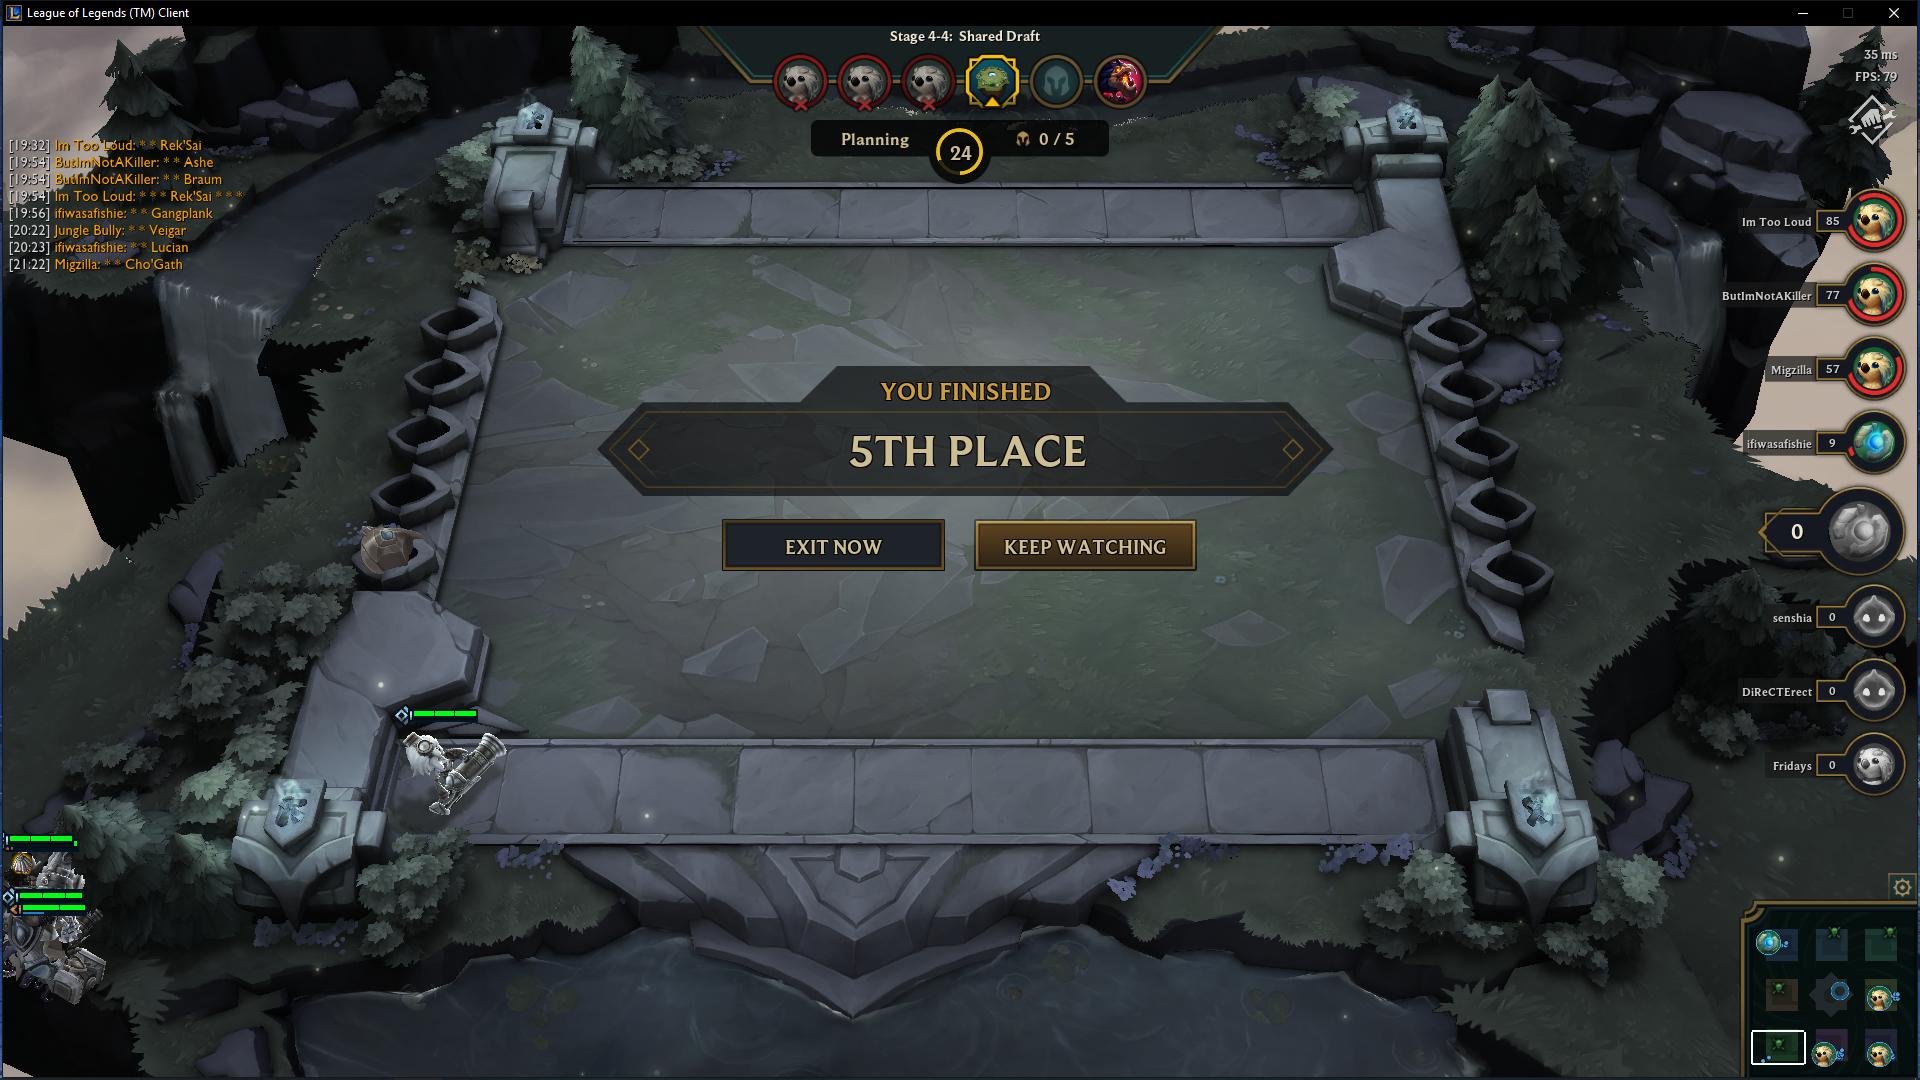 League of Legends (TM) Client
Stage 4-4: Shared Draft
35 ms
FPS: 79
Planning
24
0 / 5
[19:32] Im Too Loud: * * Rek'Sai
[19:54] ButImNotAKiller: * * Ashe
[19:54] ButImNotAKiller: * * Braum
[19:54] Im Too Loud: * * * Rek'Sai * * *
[19:56] ifiwasafishie: * * Gangplank
[20:22] Jungle Bully: * * Veigar
[20:23] ifiwasafishie: * * Lucian
[21:22] Migzilla: * * Cho'Gath
Im Too Loud 85
ButImNotAKiller 77
Migzilla 57
ifiwasafishie 9
0
senshia 0
DiReCTErect 0
Fridays 0
YOU FINISHED
5TH PLACE
EXIT NOW
KEEP WATCHING